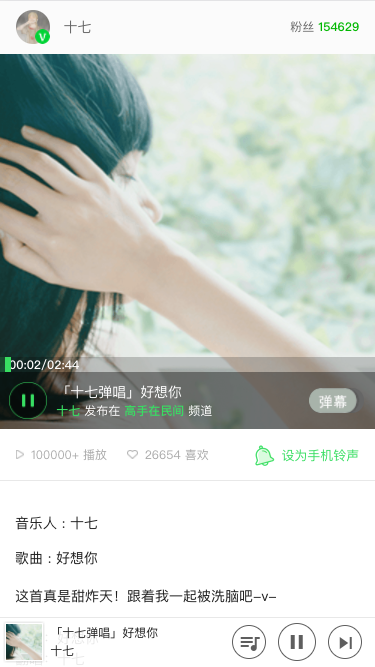 十七
粉丝 154629
00:02/02:44
「十七弹唱」好想你
十七 发布在 高手在民间 频道
弹幕
100000+ 播放
26654 喜欢
设为手机铃声
音乐人：十七
歌曲：好想你
这首真是甜炸天！跟着我一起被洗脑吧–v–
「十七弹唱」好想你
十七